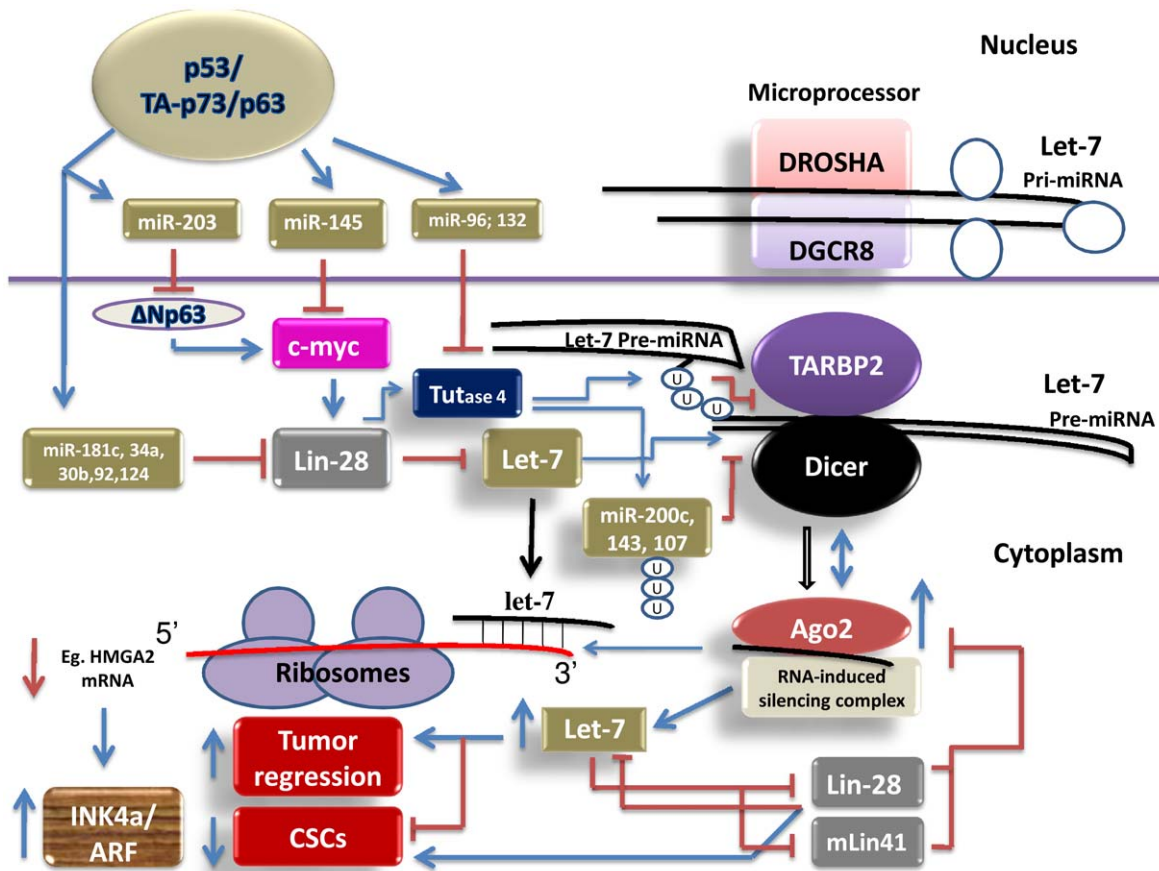 Nucleus
p53/
TA-p73/p63
Microprocessor
DROSHA
DGCR8
Let-7
Pri-miRNA
miR-203
miR-145
miR-96; 132
ΔNp63
c-myc
Let-7 Pre-miRNA
U
U
U
TARBP2
Let-7
Pre-miRNA
Tutase 4
miR-181c, 34a,
30b,92,124
Lin-28
Let-7
Dicer
miR-200c,
143, 107
U
U
U
Cytoplasm
let-7
5’
3’
Ribosomes
Eg. HMGA2
mRNA
Ago2
RNA-induced
silencing complex
Let-7
Tumor
regression
CSCs
INK4a/
ARF
Lin-28
mLin41